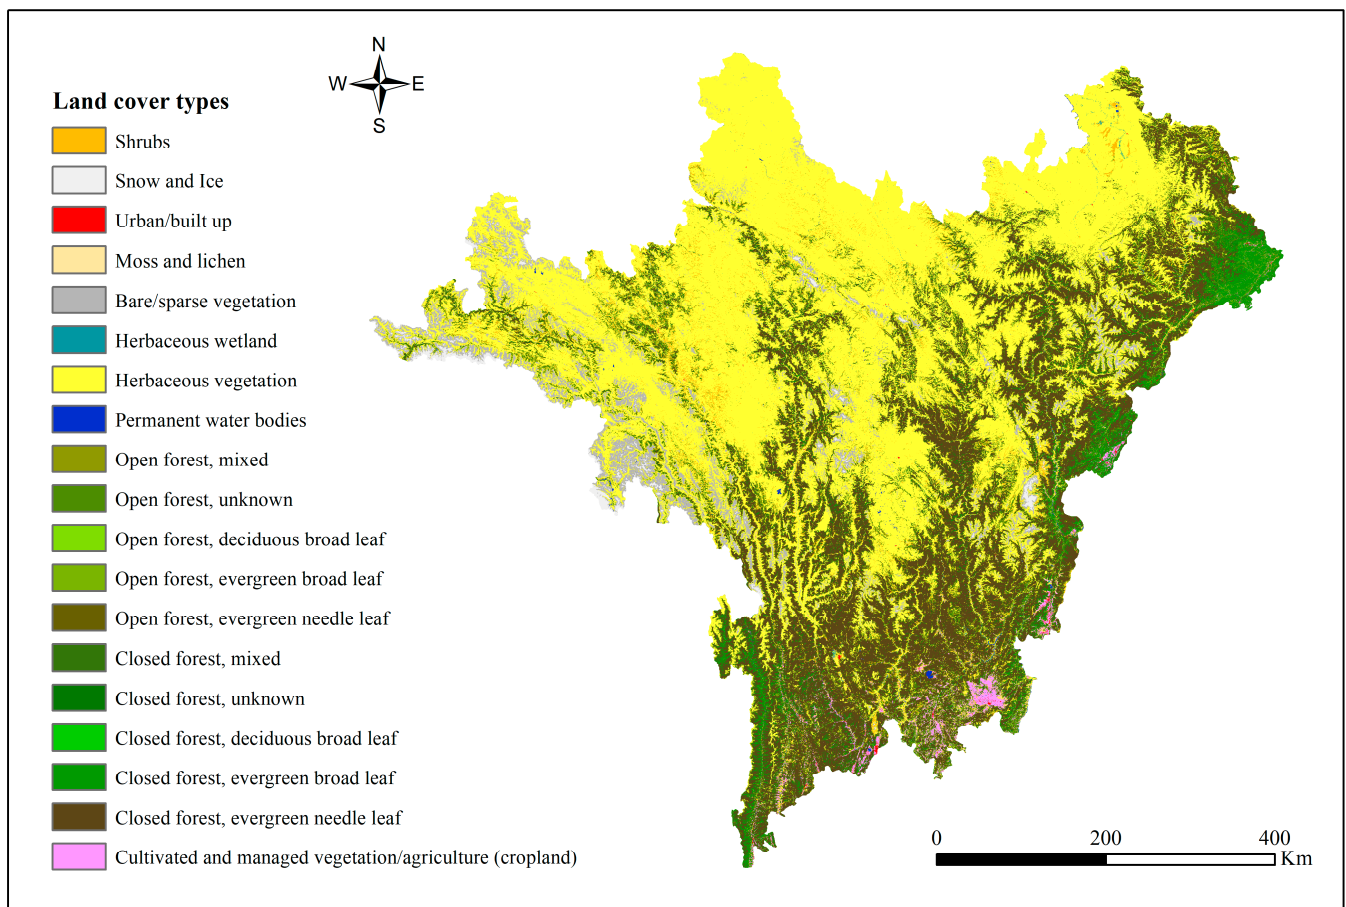 N
W E
S
Land cover types
Shrubs
Snow and Ice
Urban/built up
Moss and lichen
Bare/sparse vegetation
Herbaceous wetland
Herbaceous vegetation
Permanent water bodies
Open forest, mixed
Open forest, unknown
Open forest, deciduous broad leaf
Open forest, evergreen broad leaf
Open forest, evergreen needle leaf
Closed forest, mixed
Closed forest, unknown
Closed forest, deciduous broad leaf
Closed forest, evergreen broad leaf
Closed forest, evergreen needle leaf
Cultivated and managed vegetation/agriculture (cropland)
0 200 400
Km